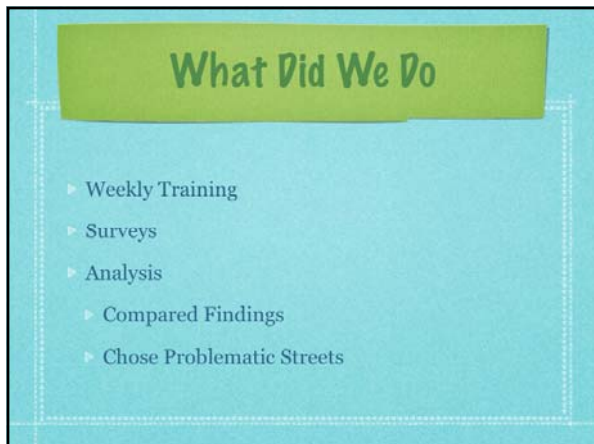 What Did We Do
Weekly Training
Surveys
Analysis
Compared Findings
Chose Problematic Streets